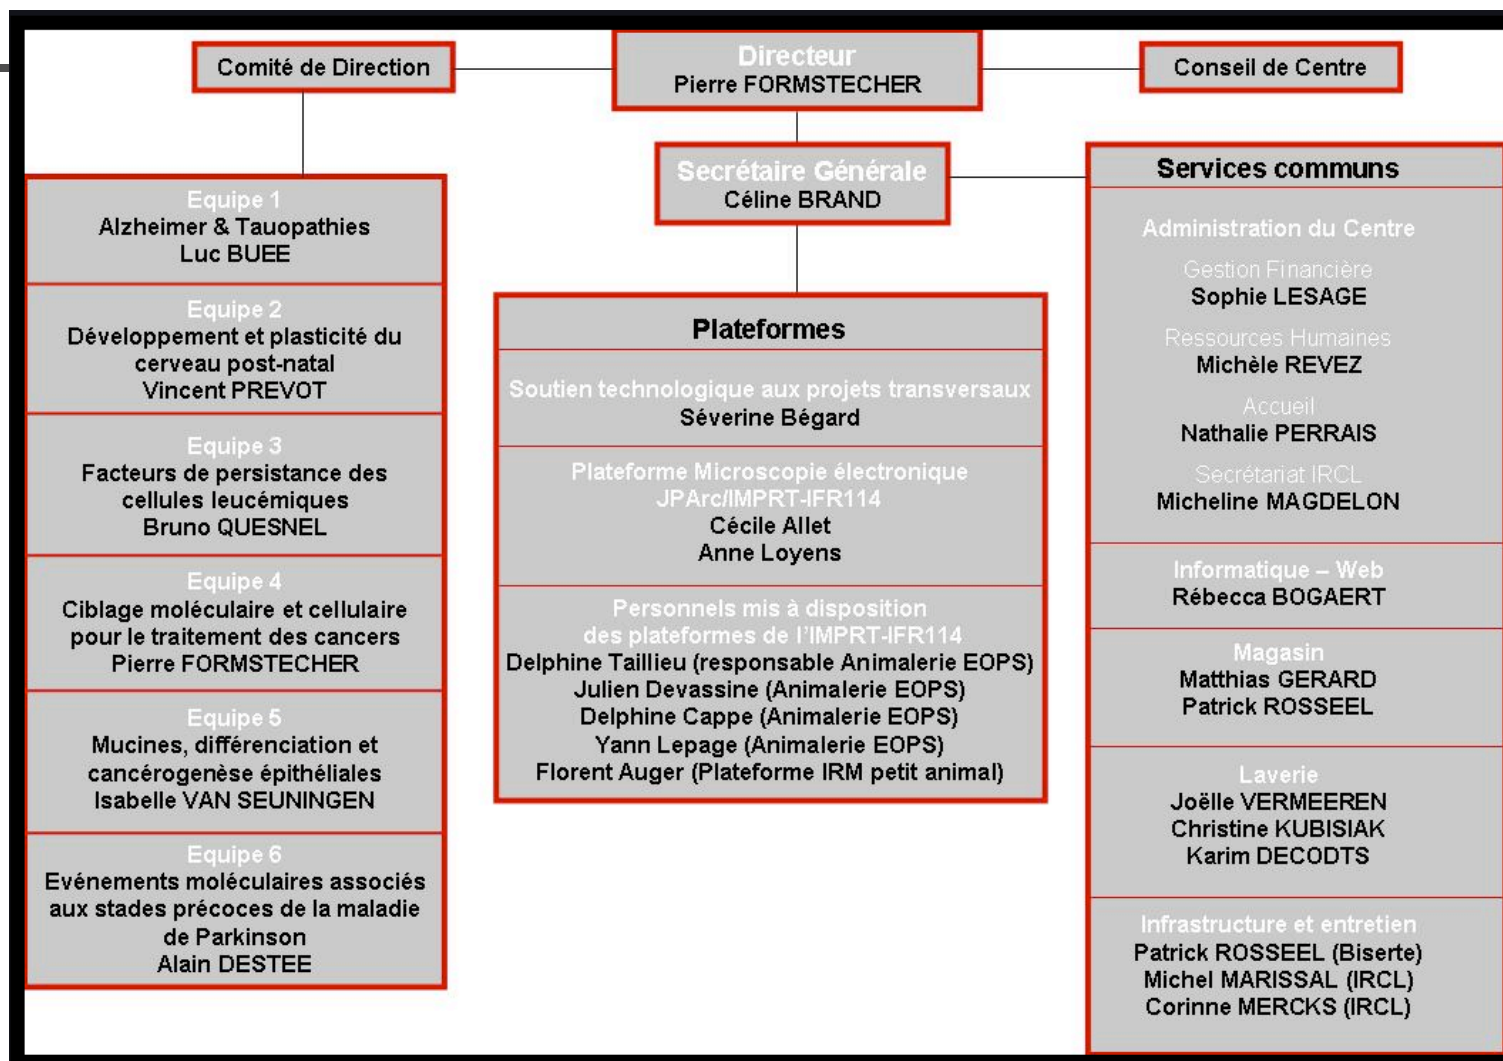 Comité de Direction
Directeur
Pierre FORMSTECHER
Conseil de Centre
Secrétaire Générale
Céline BRAND
Equipe 1
Alzheimer & Tauopathies
Luc BUEE
Equipe 2
Développement et plasticité du
cerveau post-natal
Vincent PREVOT
Equipe 3
Facteurs de persistance des
cellules leucémiques
Bruno QUESNEL
Equipe 4
Ciblage moléculaire et cellulaire
pour le traitement des cancers
Pierre FORMSTECHER
Equipe 5
Mucines, différenciation et
cancérogenèse épithéliales
Isabelle VAN SEUNINGEN
Equipe 6
Evénements moléculaires associés
aux stades précoces de la maladie
de Parkinson
Alain DESTEE
Plateformes
Soutien technologique aux projets transversaux
Séverine Bégard
Plateforme Microscopie électronique
JPArc/IMPRT-IFR114
Cécile Allet
Anne Loyens
Personnels mis à disposition
des plateformes de l'IMPRT-IFR114
Delphine Taillieu (responsable Animalerie EOPS)
Julien Devassine (Animalerie EOPS)
Delphine Cappe (Animalerie EOPS)
Yann Lepage (Animalerie EOPS)
Florent Auger (Plateforme IRM petit animal)
Services communs
Administration du Centre
Gestion Financière
Sophie LESAGE
Ressources Humaines
Michèle REVEZ
Accueil
Nathalie PERRAIS
Secrétariat IRCL
Micheline MAGDELON
Informatique – Web
Rébecca BOGAERT
Magasin
Matthias GERARD
Patrick ROSSEEL
Laverie
Joëlle VERMEEREN
Christine KUBISIAK
Karim DECODTS
Infrastructure et entretien
Patrick ROSSEEL (Biserte)
Michel MARISSAL (IRCL)
Corinne MERCKS (IRCL)